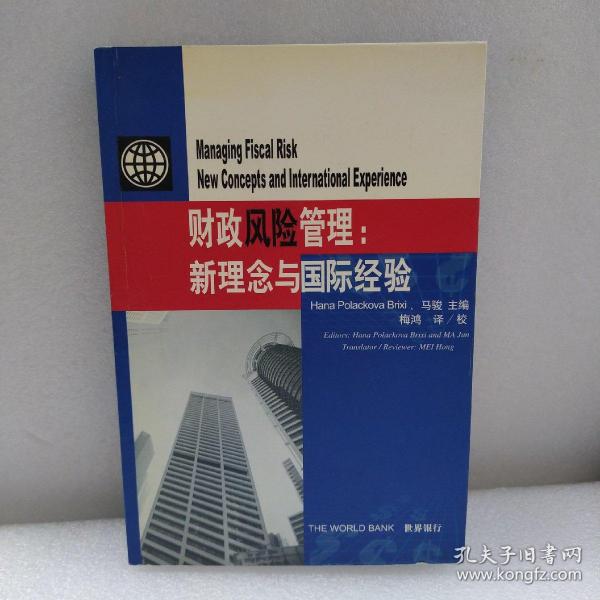 Managing Fiscal Risk
New Concepts and International Experience
财政风险管理：
新理念与国际经验
Hana Polackova Brixi 、马骏 主编
梅鸿 译／校
Editors: Hana Polackova Brixi and MA Jun
Translator / Reviewer: MEI Hong
THE WORLD BANK 世界银行
孔夫子旧书网
www.kongfz.com